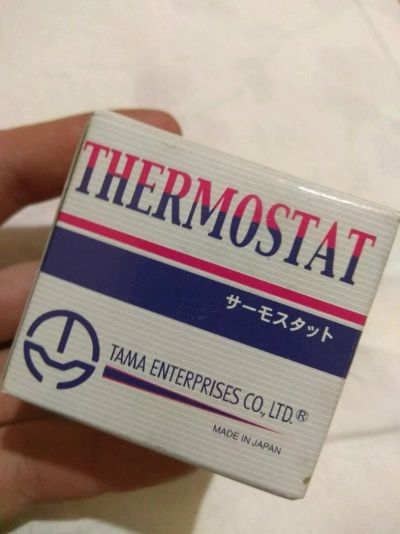 THERMOSTAT
サーモスタット
TAMA ENTERPRISES CO., LTD.®
MADE IN JAPAN